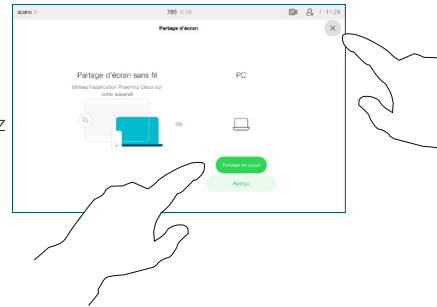 acano >
789 0:18
11:28
Partage d'écran
Partage d'écran sans fil
PC
Utilisez l'application Proximity Cisco sur
votre appareil
z
Ou
Partager en appel
Aperçu